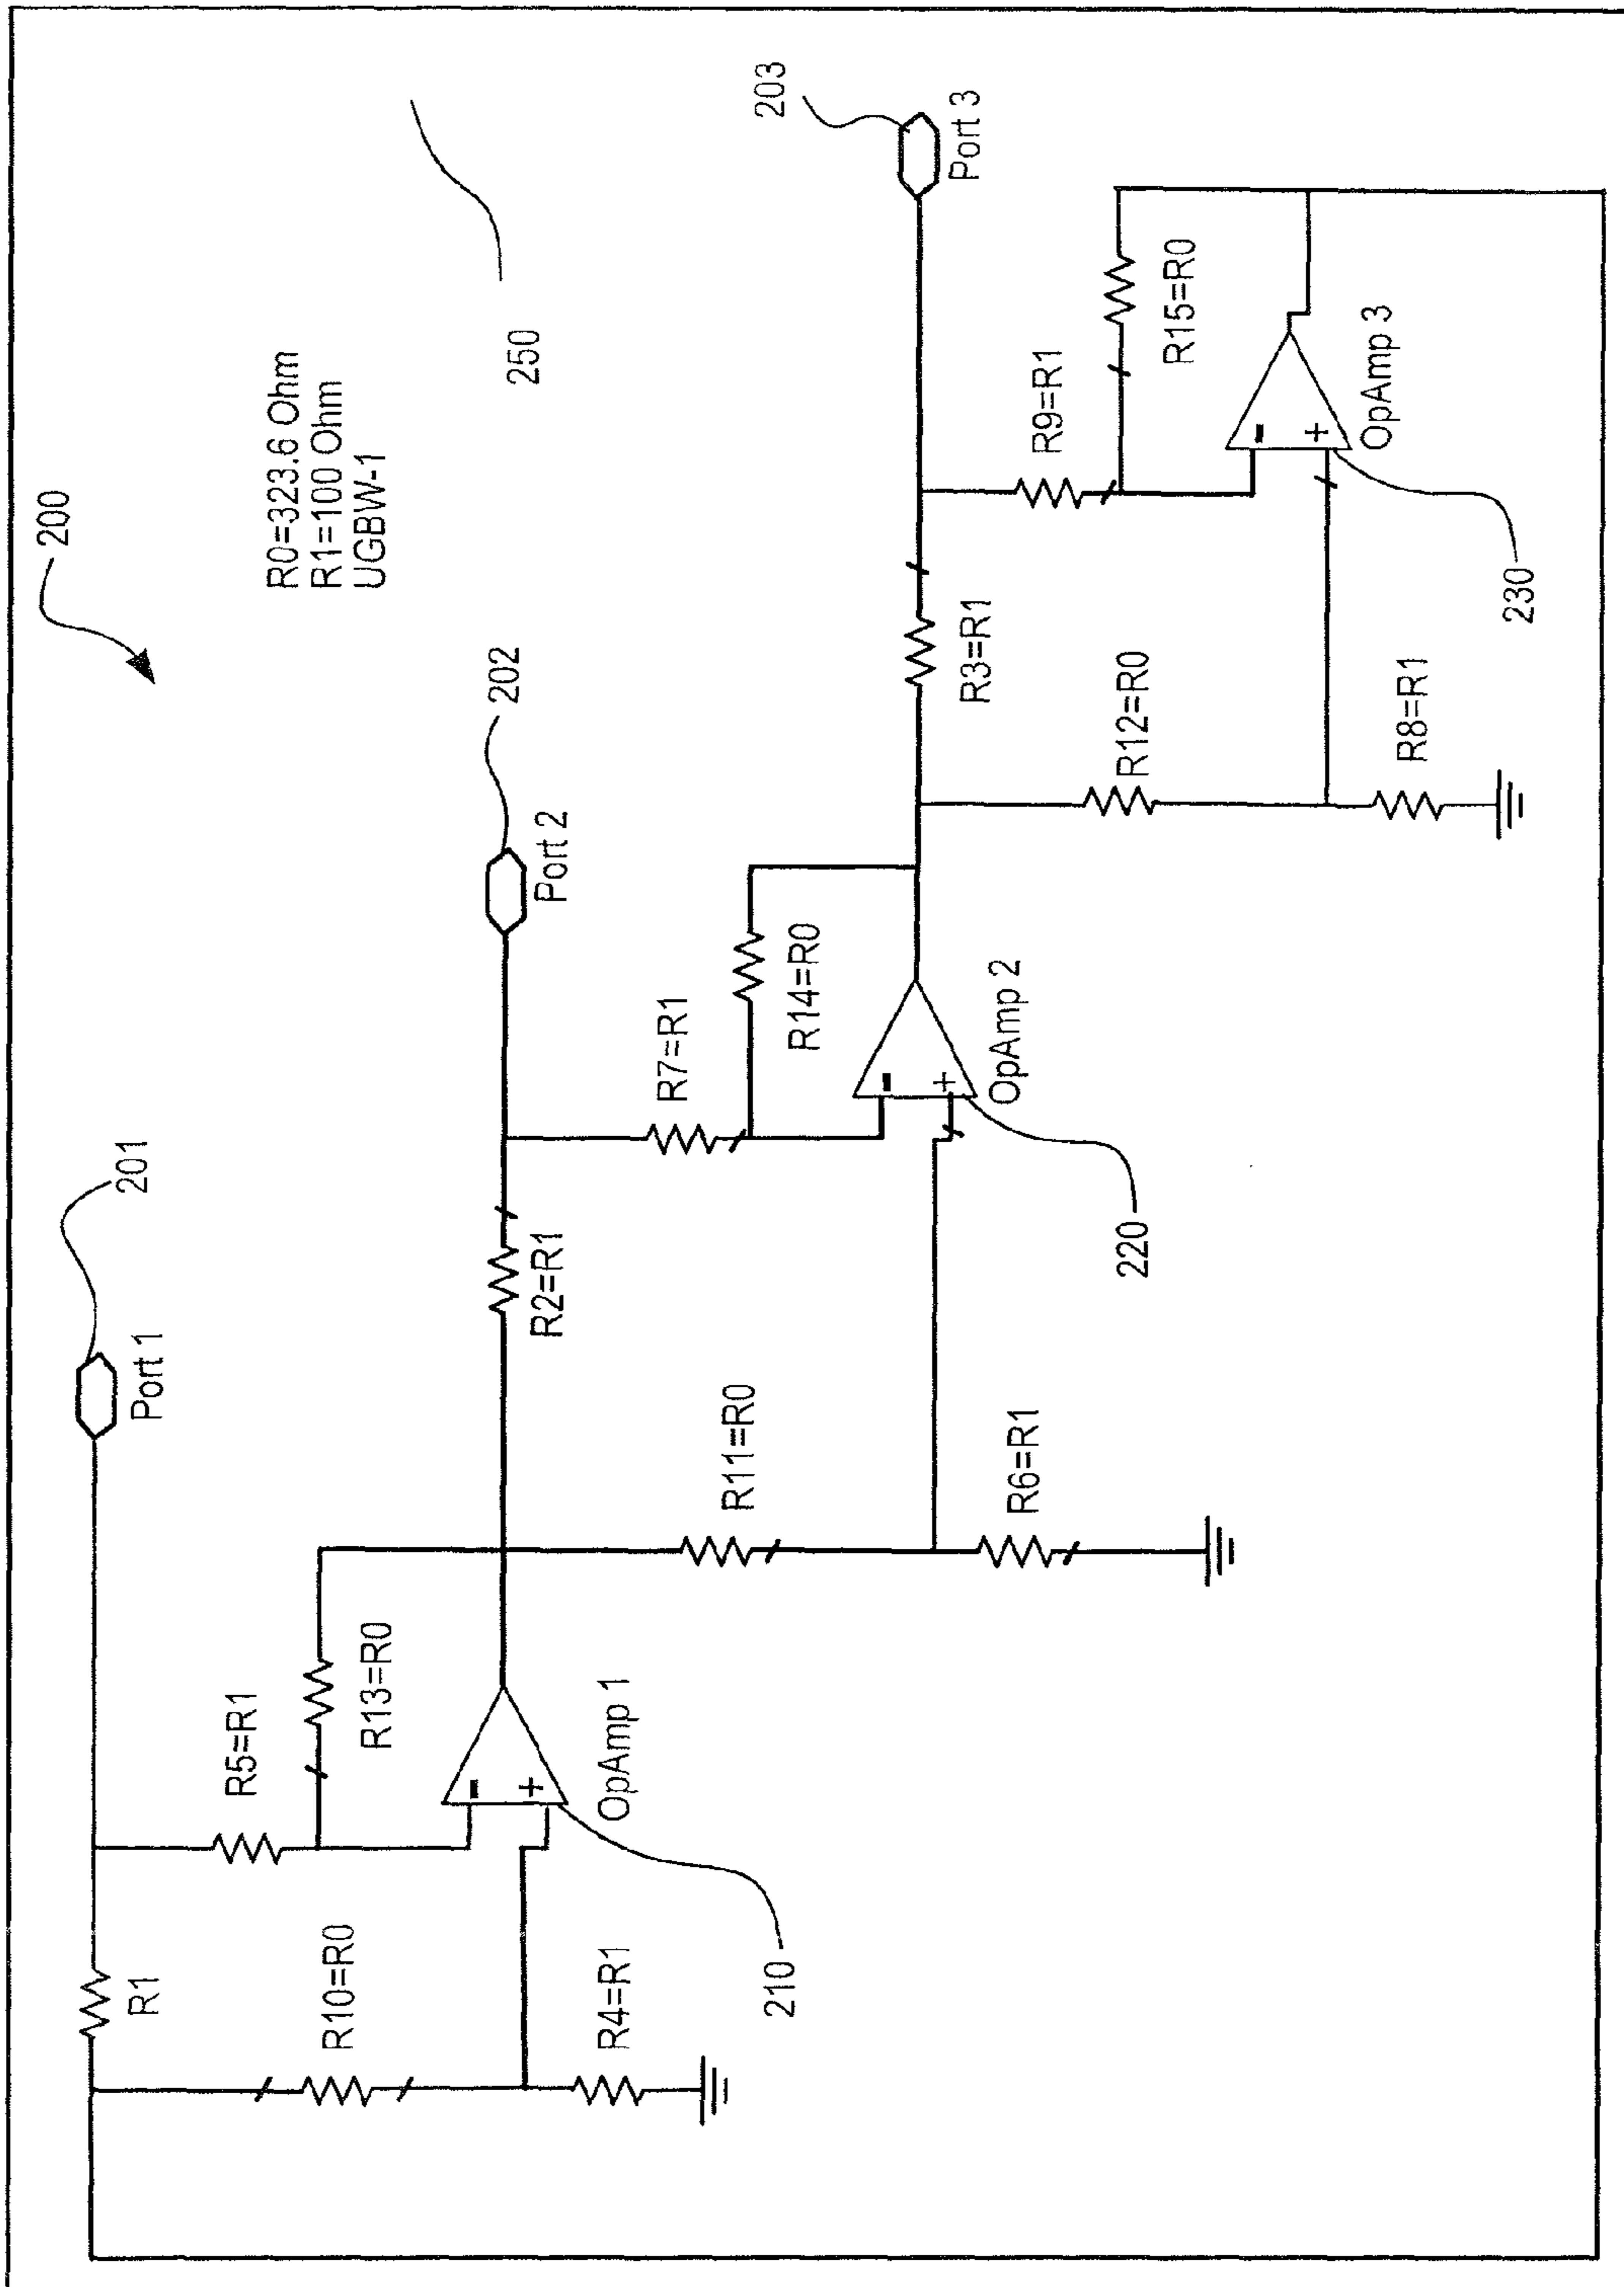 200
R0=323.6 Ohm
R1=100 Ohm
UGBW-1
250
201
Port 1
202
Port 2
203
Port 3
R1
R10=R0
R4=R1
R5=R1
R13=R0
-
+
OpAmp 1
210
R2=R1
R11=R0
R6=R1
R7=R1
R14=R0
-
+
OpAmp 2
220
R3=R1
R12=R0
R8=R1
R9=R1
R15=R0
-
+
OpAmp 3
230